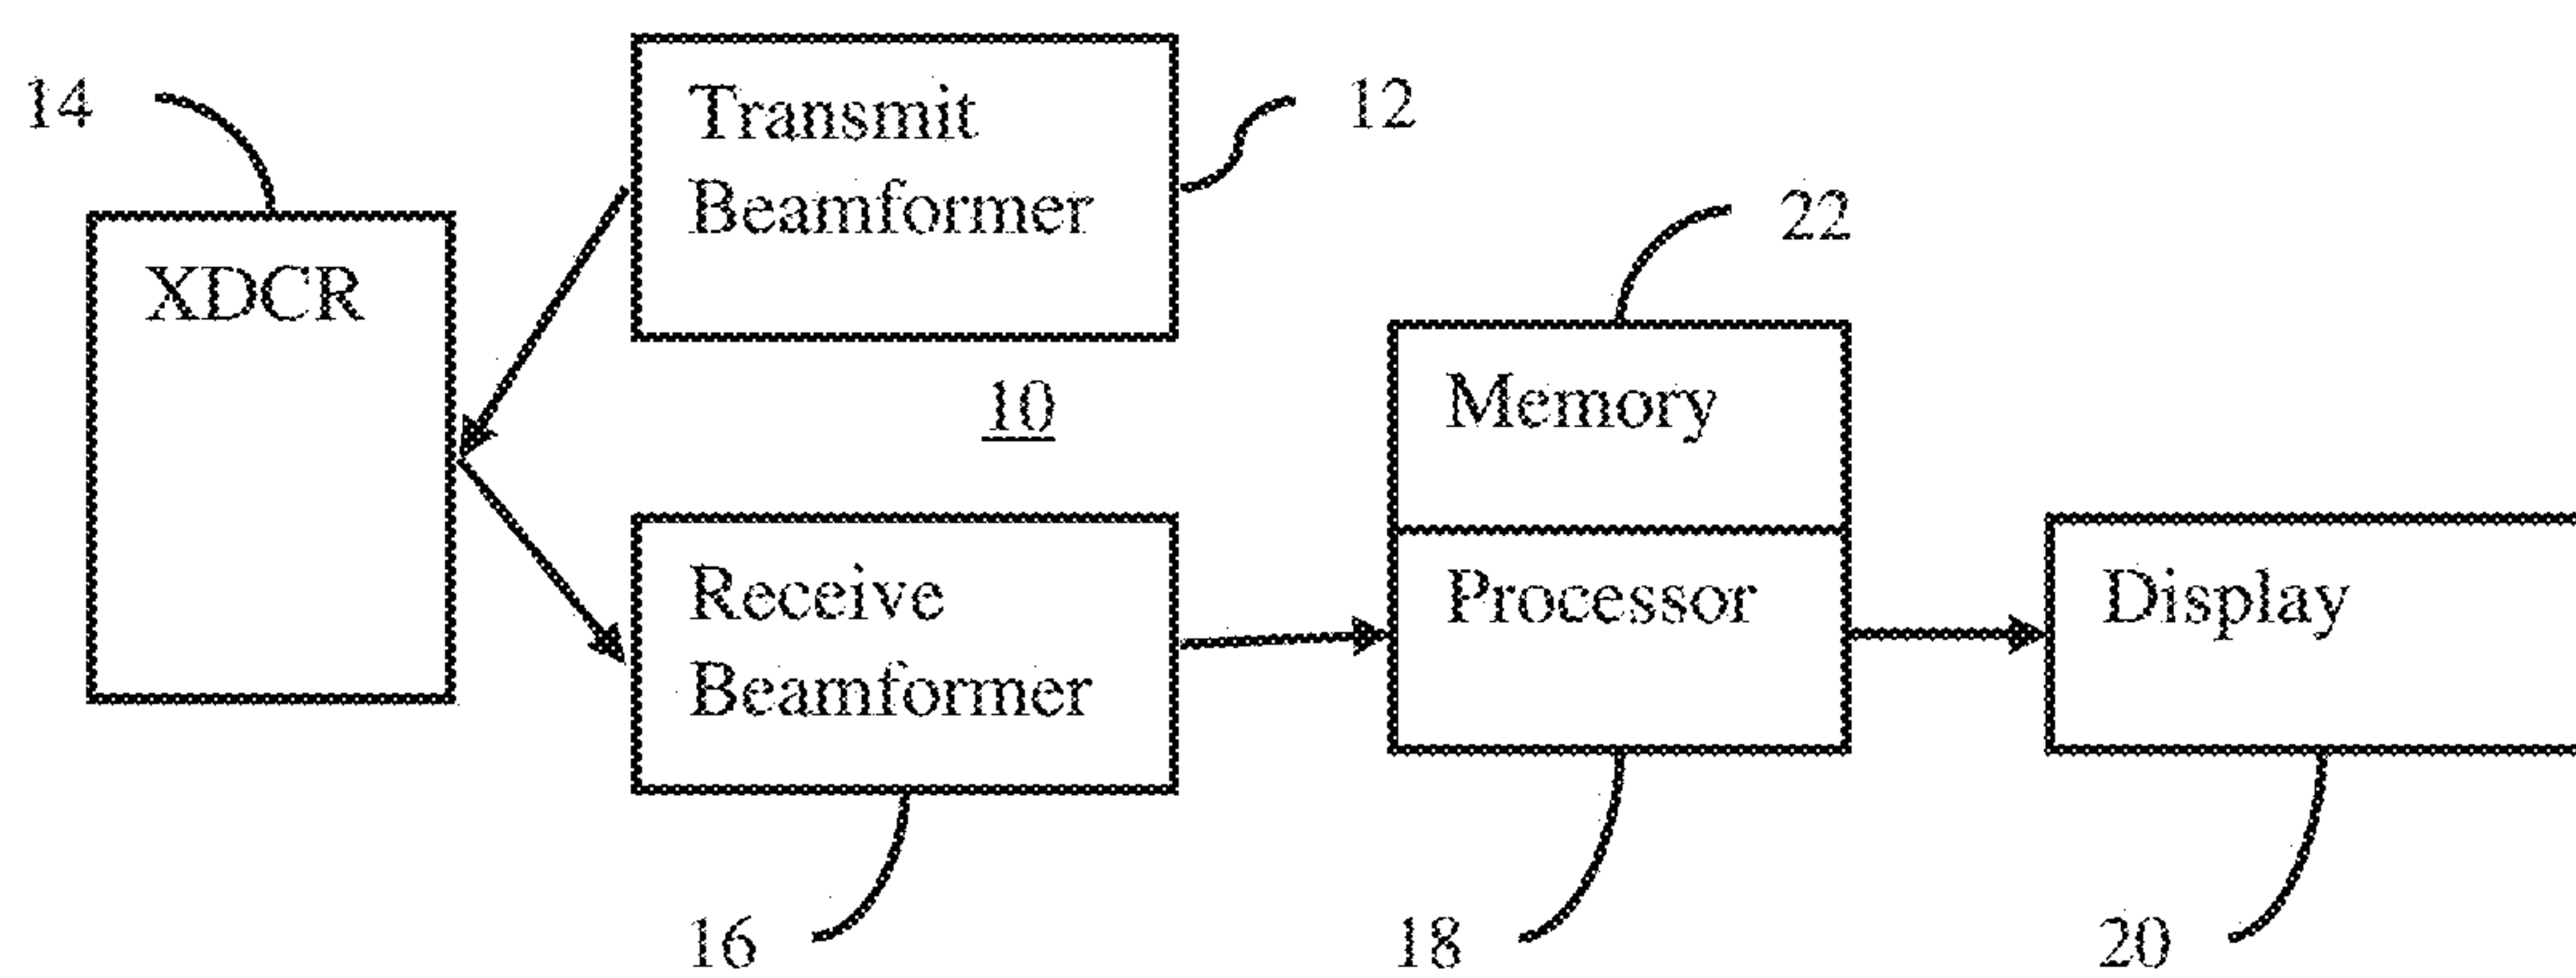 14
XDCR
Transmit
Beamformer
12
10
22
Memory
Receive
Beamformer
Processor
Display
16
18
20